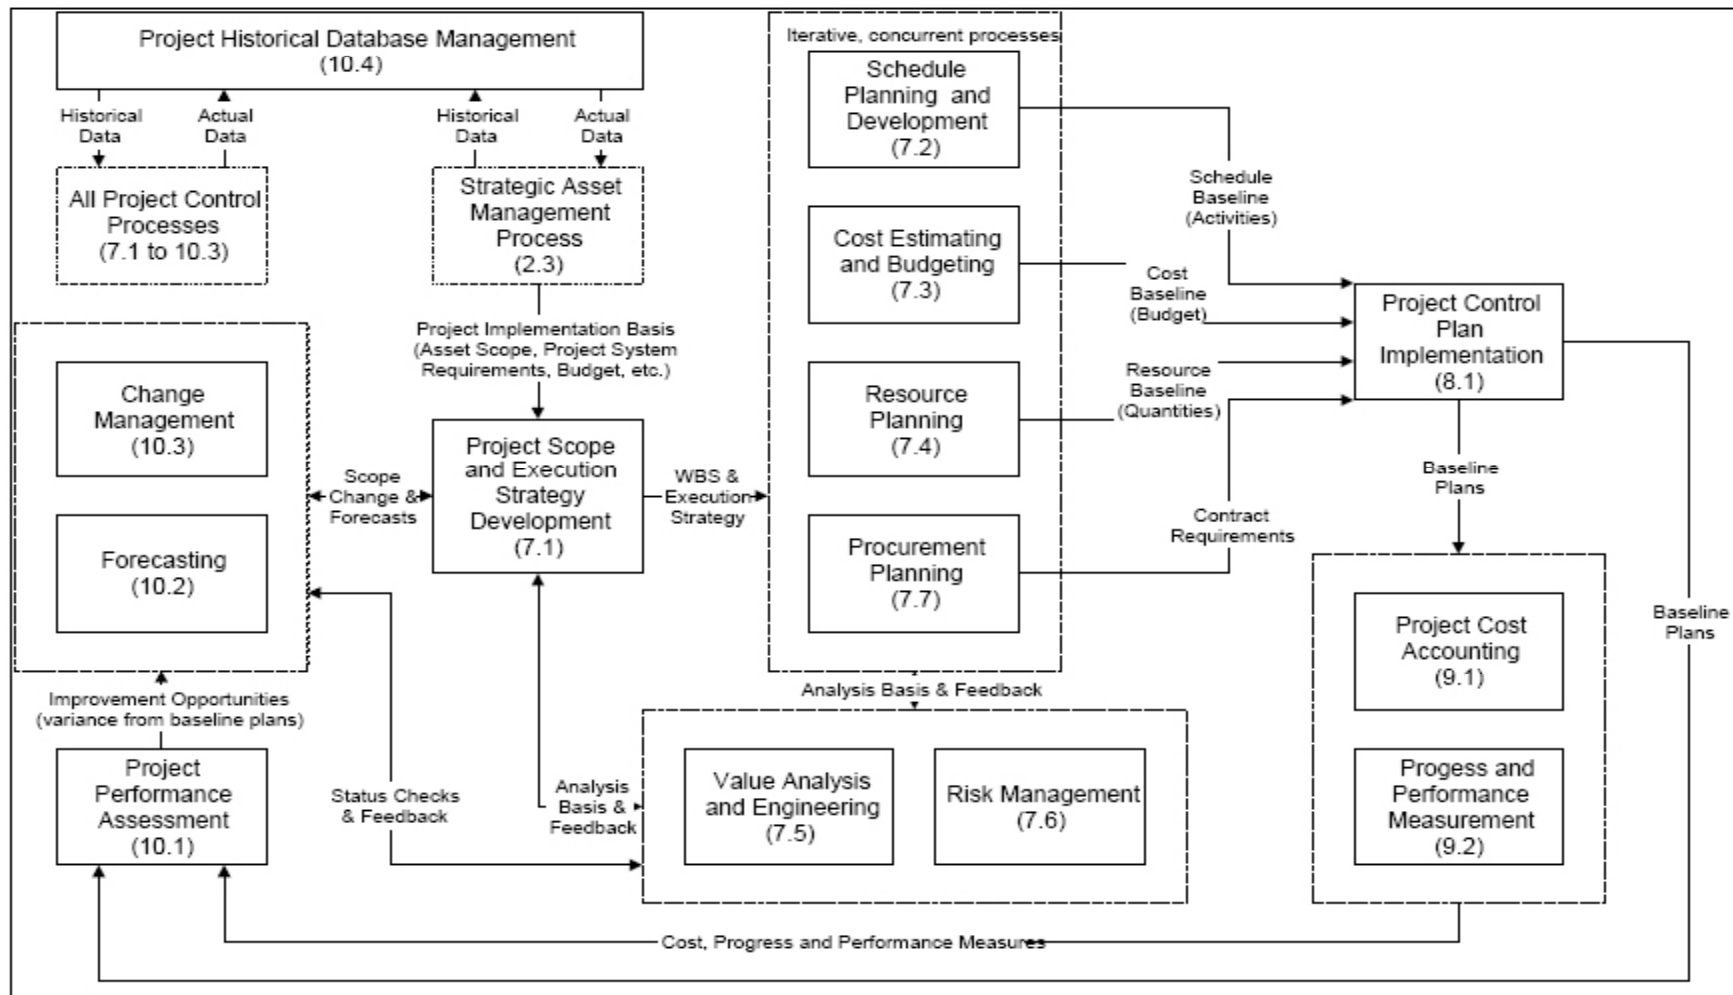 Project Historical Database Management
(10.4)
Historical
Data
Actual
Data
Historical
Data
Actual
Data
All Project Control
Processes
(7.1 to 10.3)
Strategic Asset
Management
Process
(2.3)
Project Implementation Basis
(Asset Scope, Project System
Requirements, Budget, etc.)
Change
Management
(10.3)
Forecasting
(10.2)
Scope
Change &
Forecasts
Project Scope
and Execution
Strategy
Development
(7.1)
WBS &
Execution
Strategy
Iterative, concurrent processes
Schedule
Planning and
Development
(7.2)
Cost Estimating
and Budgeting
(7.3)
Resource
Planning
(7.4)
Procurement
Planning
(7.7)
Schedule
Baseline
(Activities)
Cost
Baseline
(Budget)
Resource
Baseline
(Quantities)
Contract
Requirements
Project Control
Plan
Implementation
(8.1)
Baseline
Plans
Project Cost
Accounting
(9.1)
Progess and
Performance
Measurement
(9.2)
Baseline
Plans
Improvement Opportunities
(variance from baseline plans)
Project
Performance
Assessment
(10.1)
Status Checks
& Feedback
Analysis
Basis &
Feedback
Analysis Basis & Feedback
Value Analysis
and Engineering
(7.5)
Risk Management
(7.6)
Cost, Progress and Performance Measures